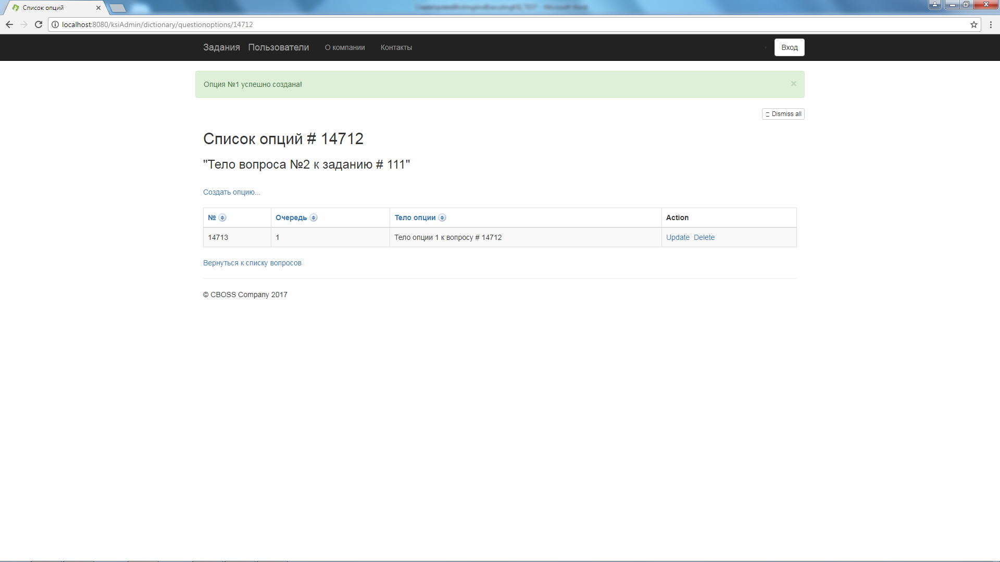 Список опций
localhost:8080/ksiAdmin/dictionary/questionoptions/14712
Задания Пользователи О компании Контакты Вход
Опция №1 успешно создана! ×
Dismiss all
Список опций # 14712
"Тело вопроса №2 к заданию # 111"
Создать опцию...
№ Очередь Тело опции Action
14713 1 Тело опции 1 к вопросу # 14712 Update Delete
Вернуться к списку вопросов
© CBOSS Company 2017